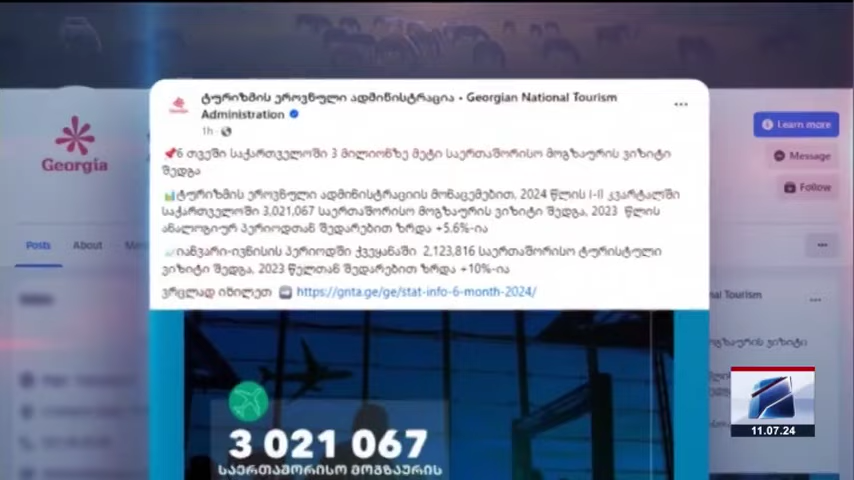 ტურიზმის ეროვნული ადმინისტრაცია • Georgian National Tourism
Administration
1h
6 თვეში საქართველოში 3 მილიონზე მეტი საერთაშორისო მოგზაურის ვიზიტი
შედგა
ტურიზმის ეროვნული ადმინისტრაციის მონაცემებით, 2024 წლის I-II კვარტალში
საქართველოში 3,021,067 საერთაშორისო მოგზაურის ვიზიტი შედგა, 2023 წლის
ანალოგიურ პერიოდთან შედარებით ზრდა +5.6%-ია
იანვარი-ივნისის პერიოდში ქვეყანაში 2,123,816 საერთაშორისო ტურისტული
ვიზიტი შედგა, 2023 წელთან შედარებით ზრდა +10%-ია
ვრცლად იხილეთ https://gnta.ge/ge/stat-info-6-month-2024/
3 021 067
საერთაშორისო მოგზაურის
Georgia
Learn more
Message
Follow
Posts
About
nal Tourism
მოგზაურის ვიზიტი
11.07.24